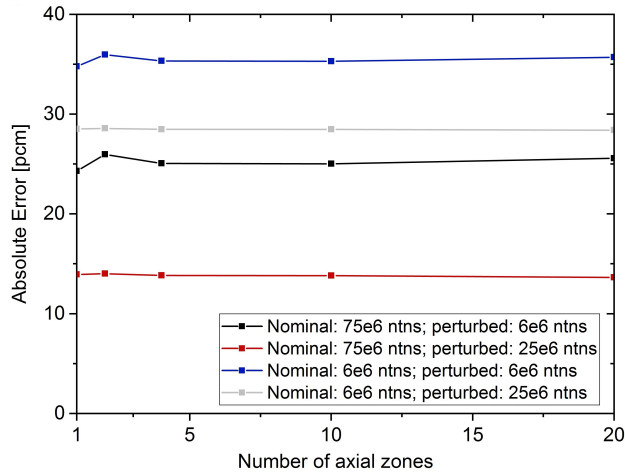 Absolute Error [pcm]
40
30
20
10
0
Nominal: 75e6 ntns; perturbed: 6e6 ntns
Nominal: 75e6 ntns; perturbed: 25e6 ntns
Nominal: 6e6 ntns; perturbed: 6e6 ntns
Nominal: 6e6 ntns; perturbed: 25e6 ntns
1 5 10 15 20
Number of axial zones